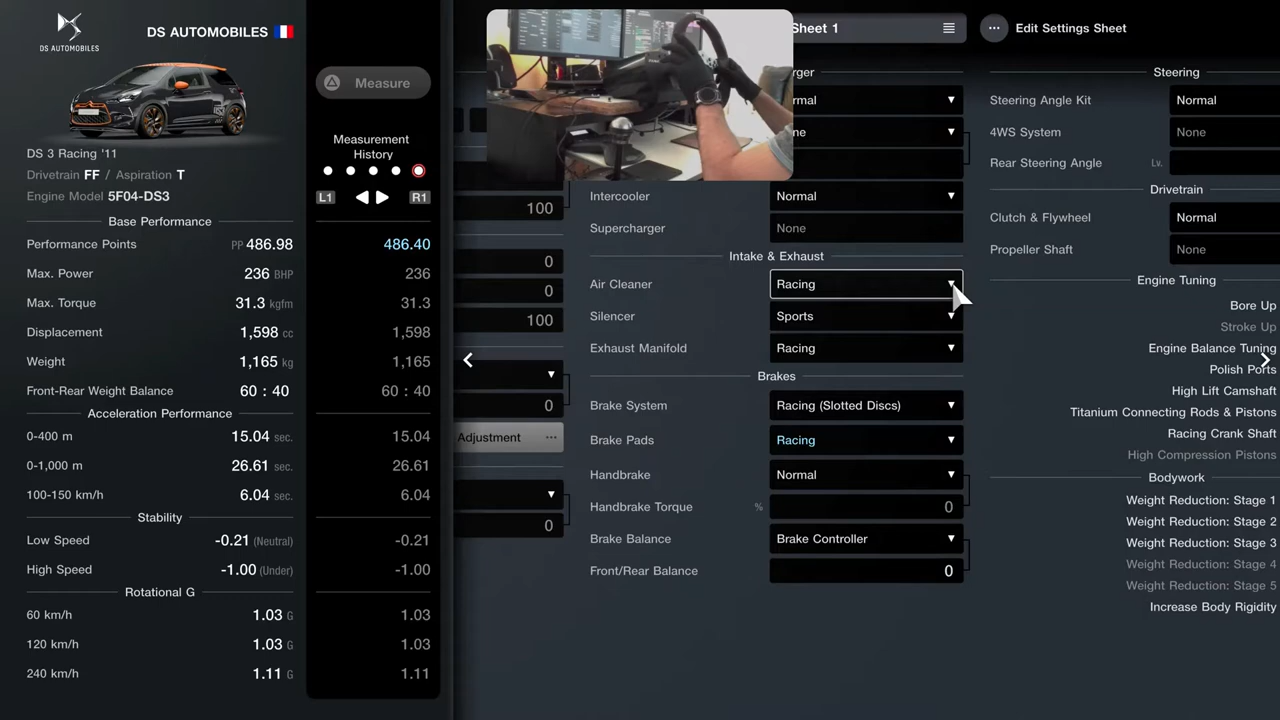 DS AUTOMOBILES
DS AUTOMOBILES
DS 3 Racing '11
Drivetrain FF / Aspiration T
Engine Model 5F04-DS3
Base Performance
Performance Points PP 486.98
Max. Power 236 BHP
Max. Torque 31.3 kgfm
Displacement 1,598 cc
Weight 1,165 kg
Front-Rear Weight Balance 60 : 40
Acceleration Performance
0-400 m 15.04 sec.
0-1,000 m 26.61 sec.
100-150 km/h 6.04 sec.
Stability
Low Speed -0.21 (Neutral)
High Speed -1.00 (Under)
Rotational G
60 km/h 1.03 G
120 km/h 1.03 G
240 km/h 1.11 G
Measure
Measurement
History
L1 R1
486.40
236
31.3
1,598
1,165
60 : 40
15.04
26.61
6.04
-0.21
-1.00
1.03
1.03
1.11
100
0
0
100
0
Adjustment ...
0
Sheet 1
rger
rmal
one
Intercooler Normal
Supercharger None
Intake & Exhaust
Air Cleaner Racing
Silencer Sports
Exhaust Manifold Racing
Brakes
Brake System Racing (Slotted Discs)
Brake Pads Racing
Handbrake Normal
Handbrake Torque % 0
Brake Balance Brake Controller
Front/Rear Balance 0
... Edit Settings Sheet
Steering
Steering Angle Kit Normal
4WS System None
Rear Steering Angle Lv.
Drivetrain
Clutch & Flywheel Normal
Propeller Shaft None
Engine Tuning
Bore Up
Stroke Up
Engine Balance Tuning
Polish Ports
High Lift Camshaft
Titanium Connecting Rods & Pistons
Racing Crank Shaft
High Compression Pistons
Bodywork
Weight Reduction: Stage 1
Weight Reduction: Stage 2
Weight Reduction: Stage 3
Weight Reduction: Stage 4
Weight Reduction: Stage 5
Increase Body Rigidity